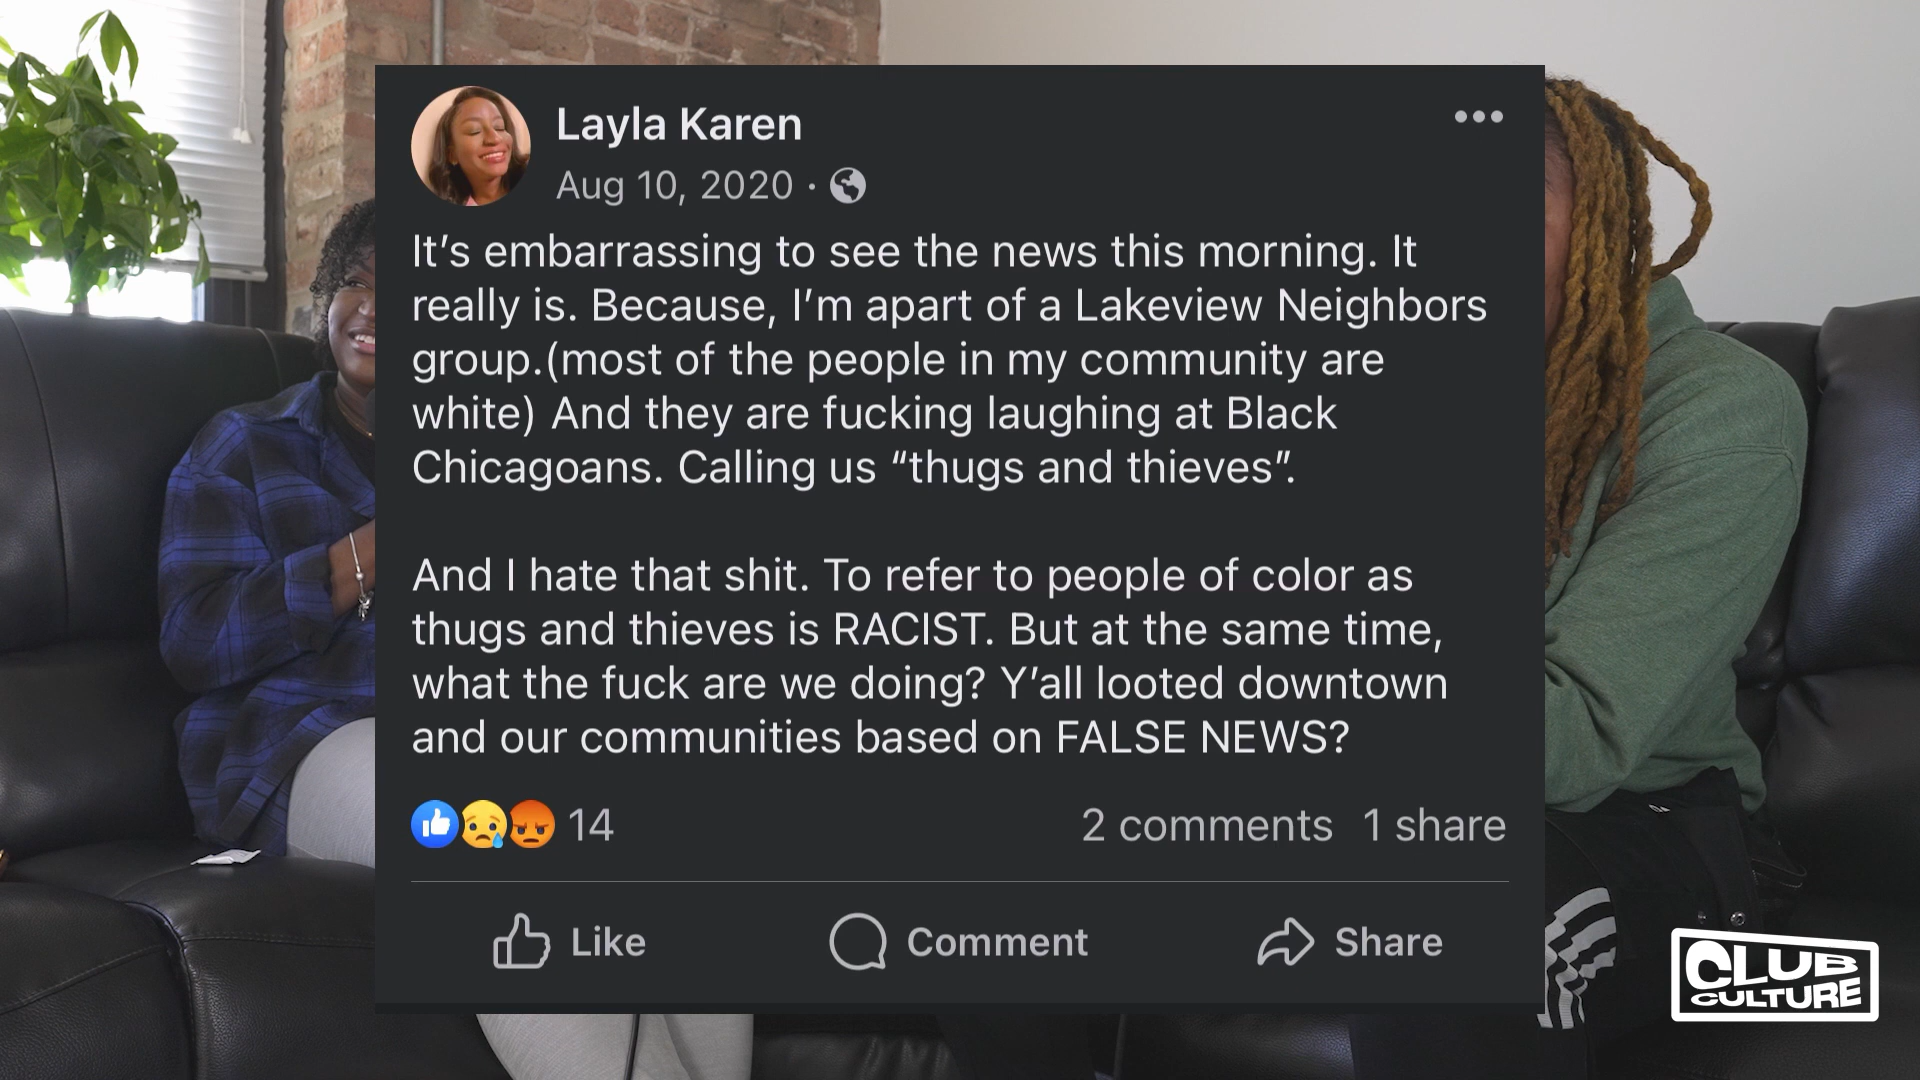 Layla Karen
Aug 10, 2020 ·
It’s embarrassing to see the news this morning. It
really is. Because, I’m apart of a Lakeview Neighbors
group.(most of the people in my community are
white) And they are fucking laughing at Black
Chicagoans. Calling us “thugs and thieves”.
And I hate that shit. To refer to people of color as
thugs and thieves is RACIST. But at the same time,
what the fuck are we doing? Y’all looted downtown
and our communities based on FALSE NEWS?
14
2 comments 1 share
Like Comment Share
CLUB
CULTURE